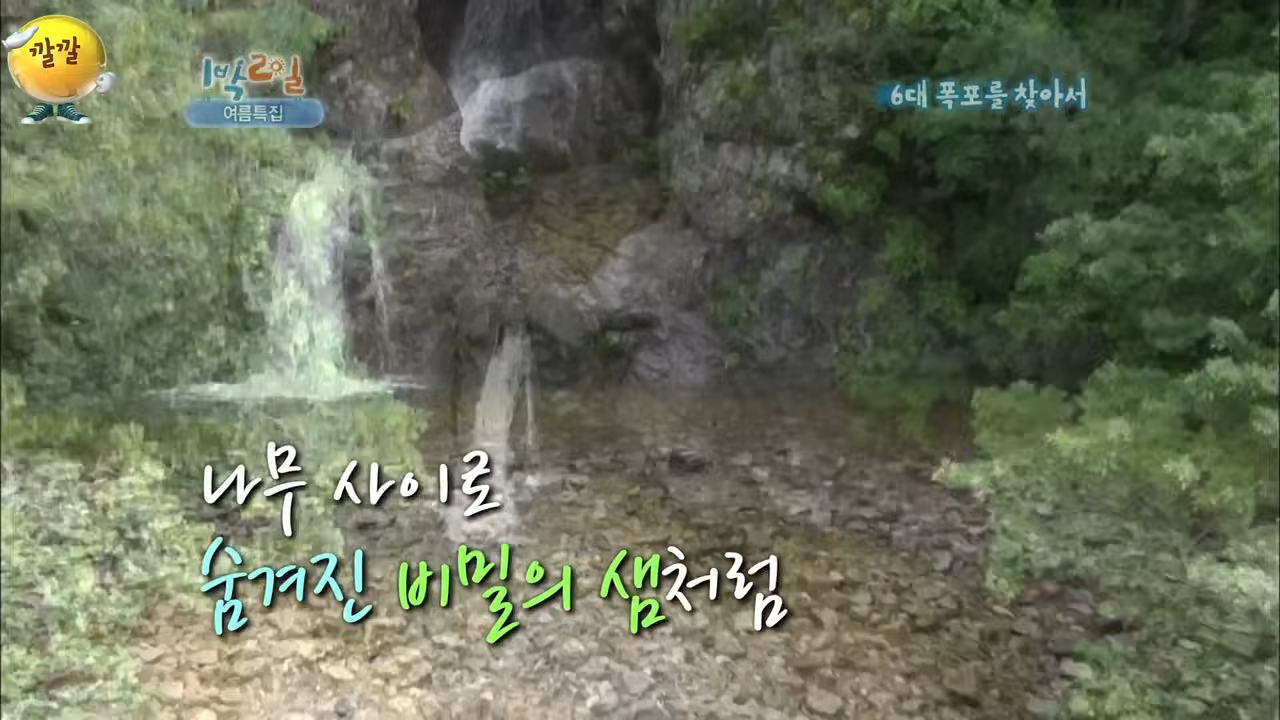 깔깔
1박2일
여름특집
6대 폭포를 찾아서
나무 사이로
숨겨진 비밀의 샘처럼